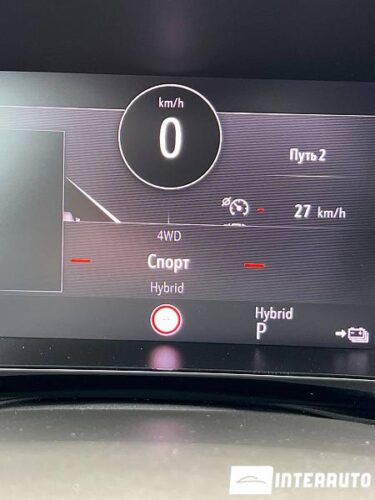 km/h
0
Путь 2
27 km/h
4WD
Спорт
Hybrid
Hybrid
P
INTERAUTO